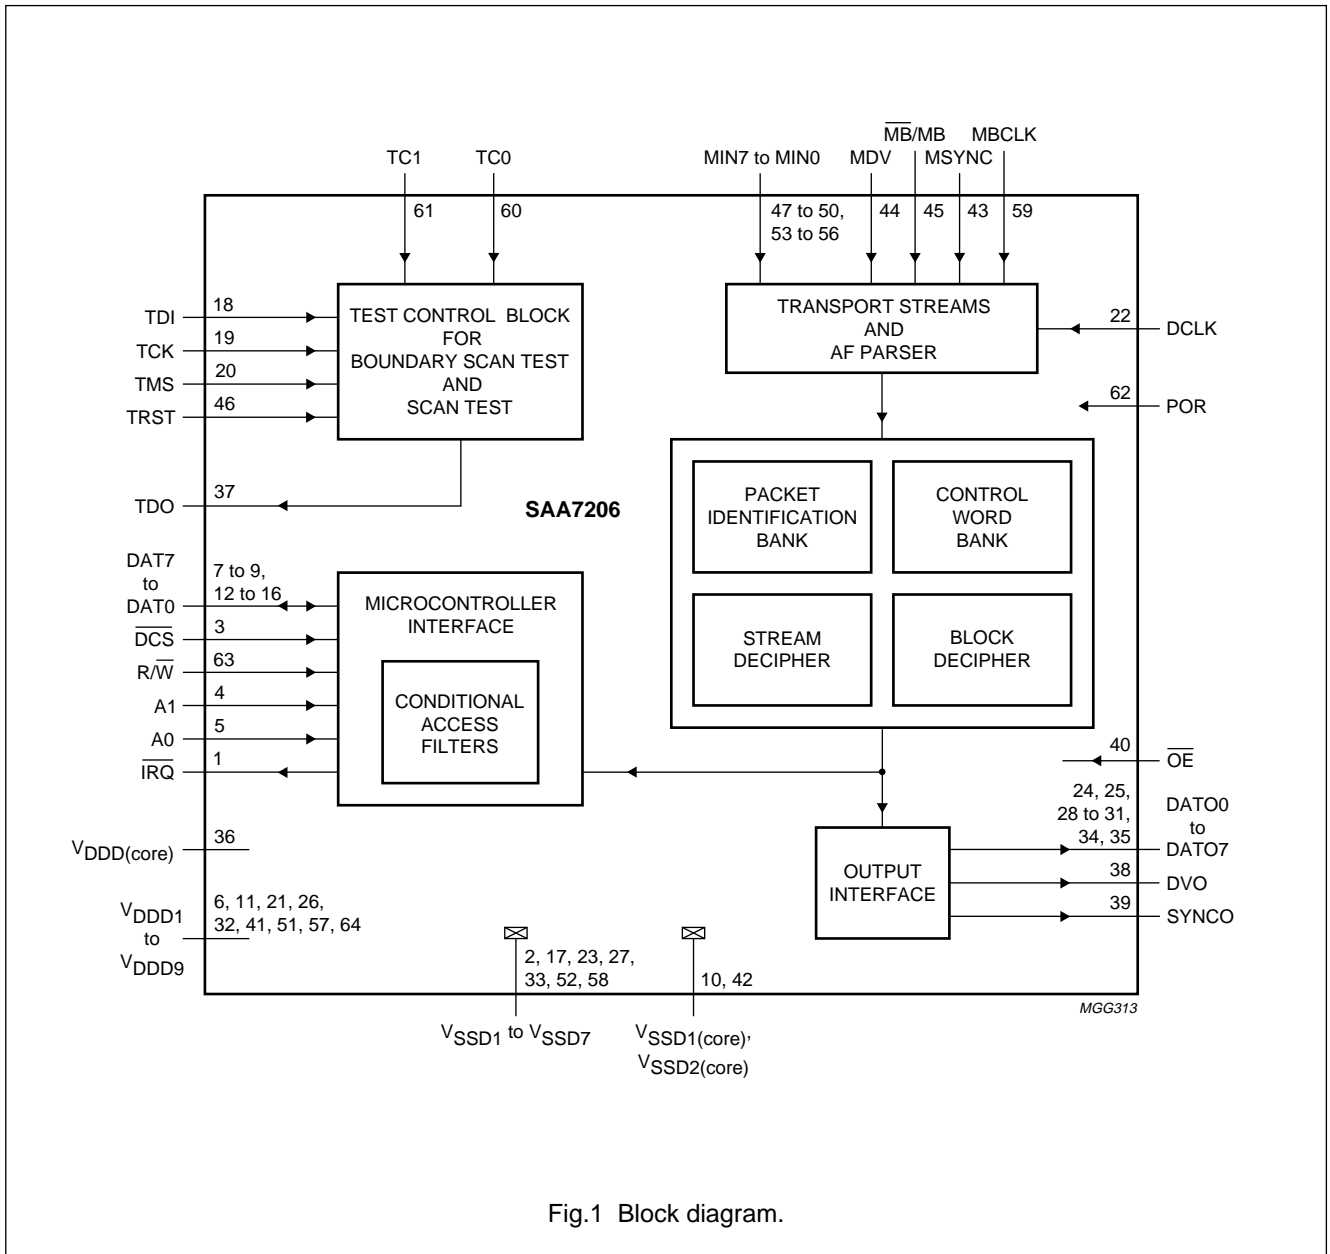 M̅B̅/MB MBCLK
TC1 TC0 MIN7 to MIN0 MDV MSYNC
61 60 47 to 50, 44 45 43 59
53 to 56
TDI 18
TCK 19
TMS 20
TRST 46
TEST CONTROL BLOCK
FOR
BOUNDARY SCAN TEST
AND
SCAN TEST
TRANSPORT STREAMS
AND
AF PARSER
22 DCLK
62 POR
TDO 37
SAA7206
PACKET
IDENTIFICATION
BANK
CONTROL
WORD
BANK
STREAM
DECIPHER
BLOCK
DECIPHER
DAT7
to
DAT0
7 to 9,
12 to 16
D̅C̅S̅ 3
R/W̅ 63
A1 4
A0 5
I̅R̅Q̅ 1
MICROCONTROLLER
INTERFACE
CONDITIONAL
ACCESS
FILTERS
40 O̅E̅
24, 25,
28 to 31,
34, 35
DATO0
to
DATO7
38 DVO
39 SYNCO
OUTPUT
INTERFACE
VDDD(core) 36
VDDD1
to
VDDD9
6, 11, 21, 26,
32, 41, 51, 57, 64
2, 17, 23, 27,
33, 52, 58
10, 42
VSSD1 to VSSD7
VSSD1(core),
VSSD2(core)
MGG313
Fig.1 Block diagram.